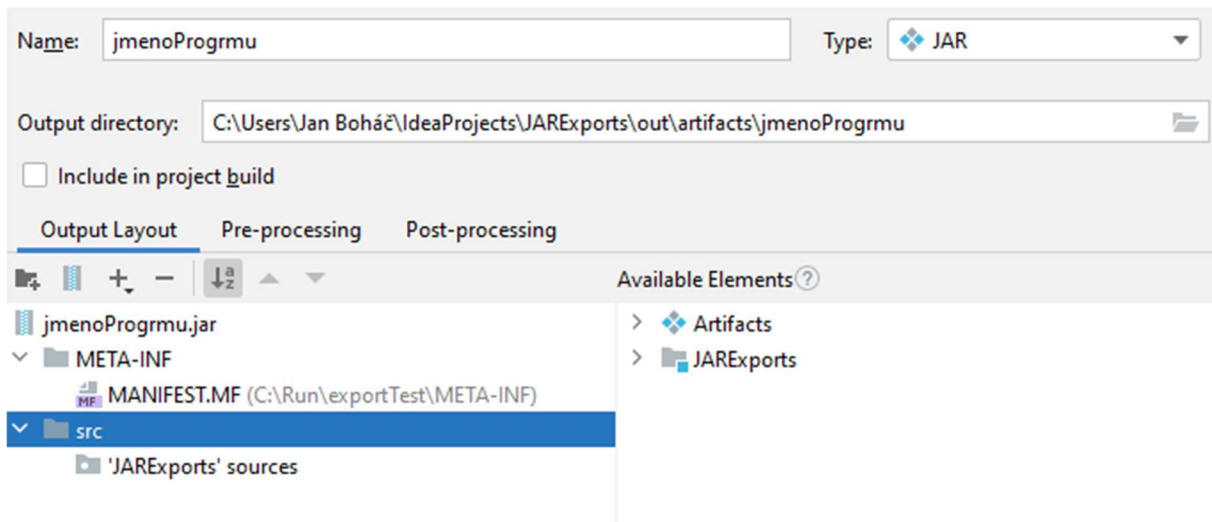 Name: jmenoProgrmu Type: JAR
Output directory: C:\Users\Jan Boháč\IdeaProjects\JARExports\out\artifacts\jmenoProgrmu
Include in project build
Output Layout Pre-processing Post-processing
Available Elements ?
jmenoProgrmu.jar
META-INF
MF MANIFEST.MF (C:\Run\exportTest\META-INF)
src
'JARExports' sources
Artifacts
JARExports